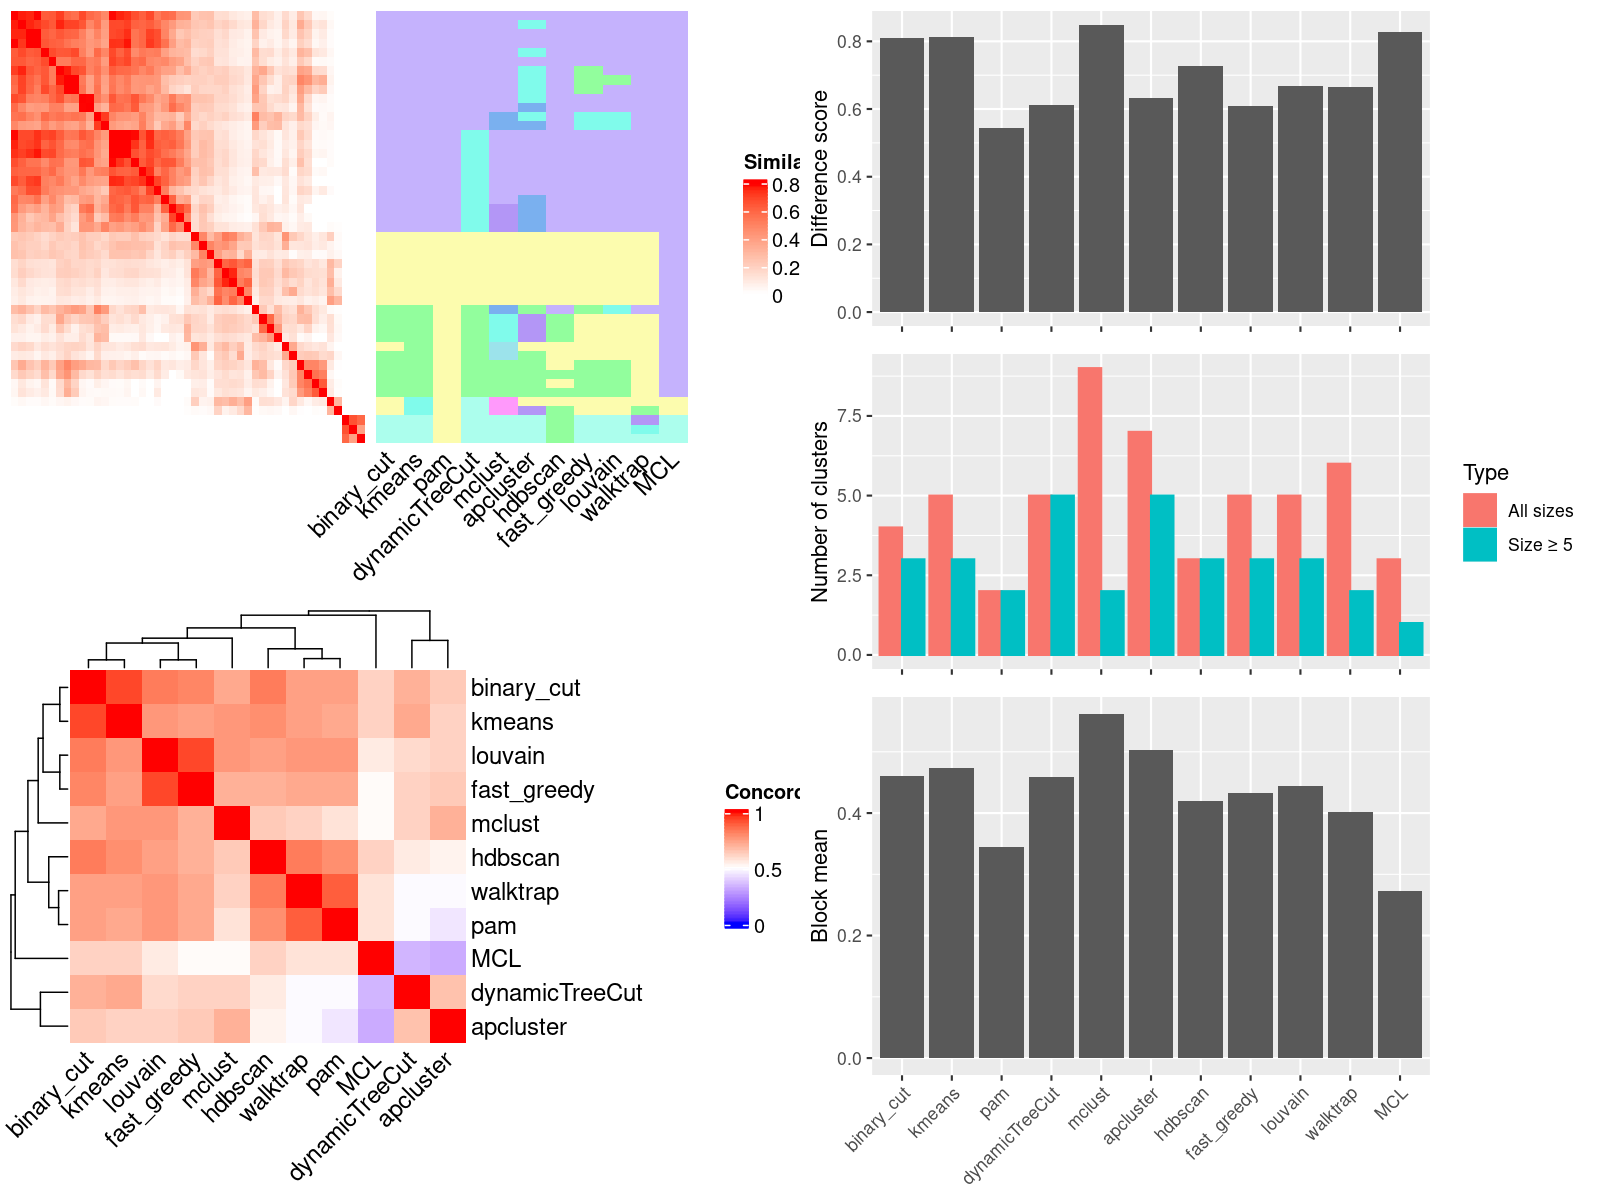 Simila
0.8
0.6
0.4
0.2
0
binary_cut
kmeans
pam
dynamicTreeCut
mclust
apcluster
hdbscan
fast_greedy
louvain
walktrap
MCL
binary_cut
kmeans
louvain
fast_greedy
mclust
hdbscan
walktrap
pam
MCL
dynamicTreeCut
apcluster
binary_cut
kmeans
louvain
fast_greedy
mclust
hdbscan
walktrap
pam
MCL
dynamicTreeCut
apcluster
Concord
1
0.5
0
Difference score
0.8
0.6
0.4
0.2
0.0
Number of clusters
7.5
5.0
2.5
0.0
Type
All sizes
Size ≥ 5
Block mean
0.4
0.2
0.0
binary_cut
kmeans
pam
dynamicTreeCut
mclust
apcluster
hdbscan
fast_greedy
louvain
walktrap
MCL